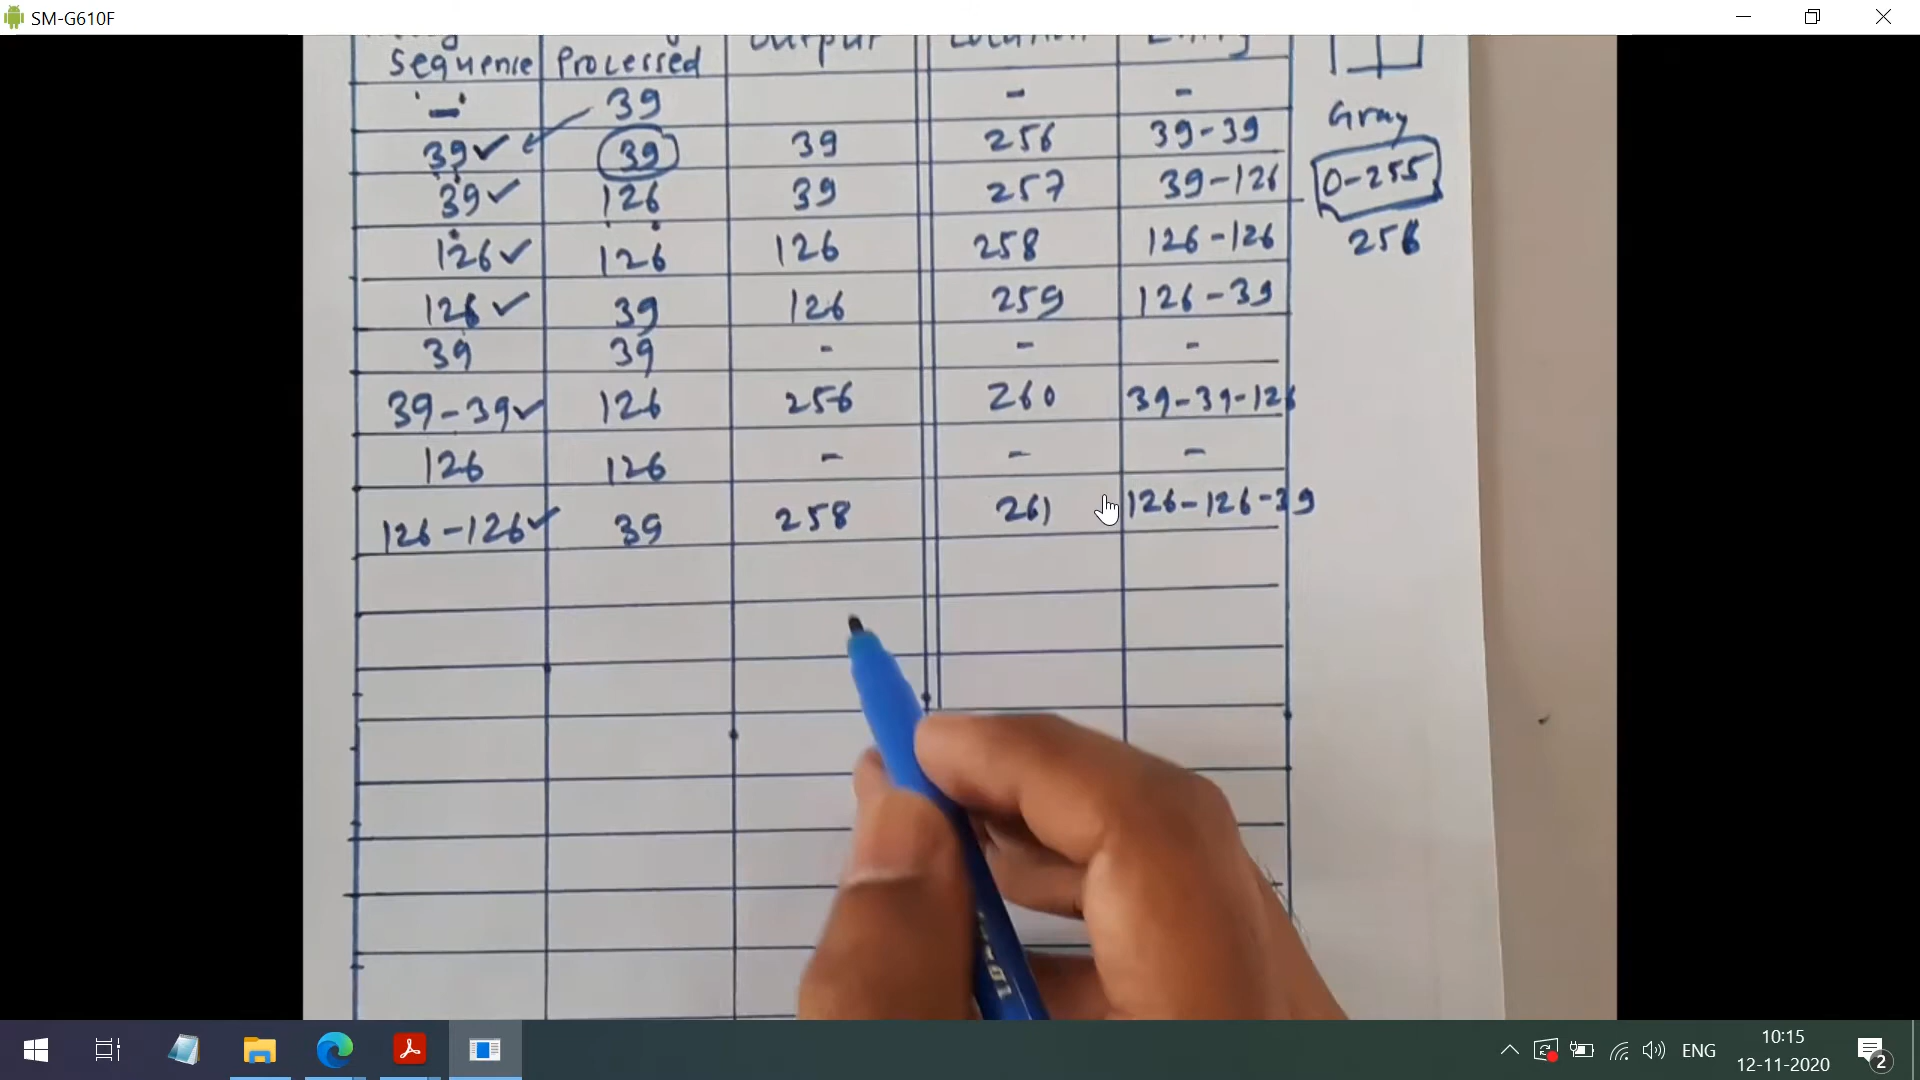 SM-G610F
Sequence Processed Output
- 39 - -
39 ✓ 39 39 256 39-39
39 ✓ 126 39 257 39-126
126 ✓ 126 126 258 126-126
126 ✓ 39 126 259 126-39
39 39 - - -
39-39 ✓ 126 256 260 39-39-126
126 126 - - -
126-126 ✓ 39 258 261 126-126-39
Gray
0-255
256
ENG
10:15
12-11-2020
2